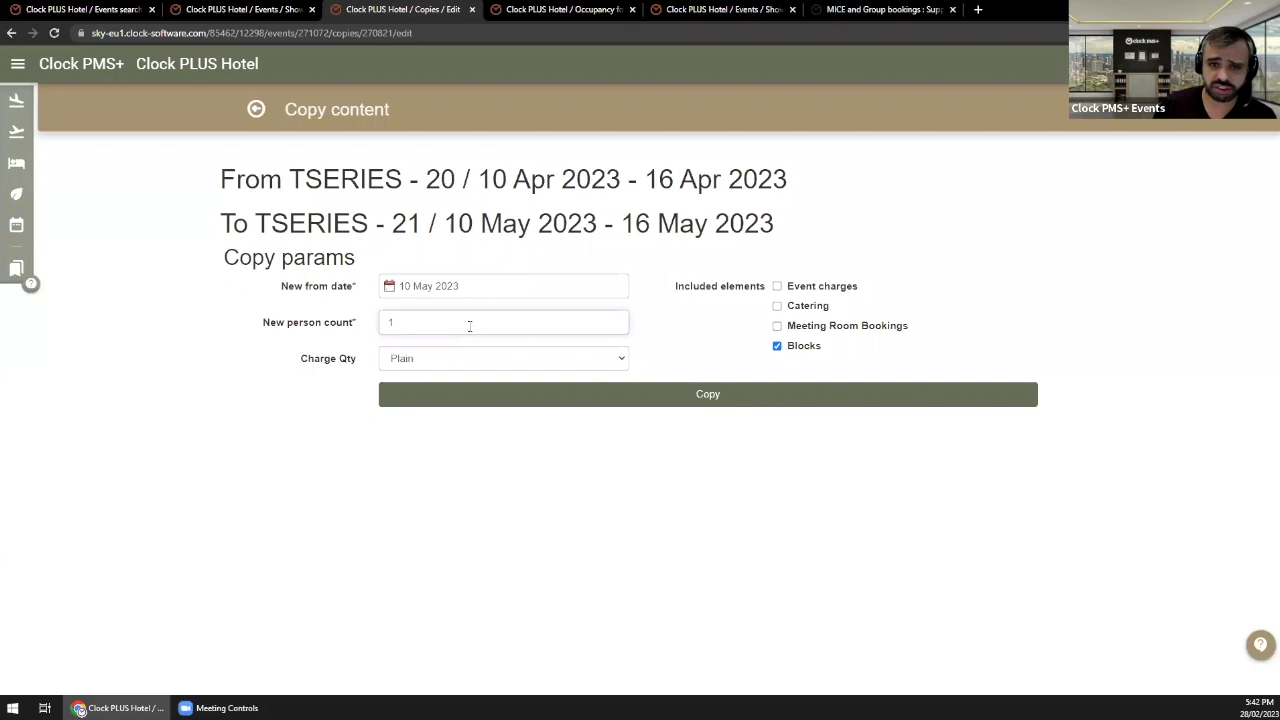 Clock PLUS Hotel / Events search
Clock PLUS Hotel / Events / Show
Clock PLUS Hotel / Copies / Edit
Clock PLUS Hotel / Occupancy fo
Clock PLUS Hotel / Events / Show
MICE and Group bookings : Supp
sky-eu1.clock-software.com/85462/12298/events/271072/copies/270821/edit
Clock PMS+ Clock PLUS Hotel
clock pms+
Clock PMS+ Events
Copy content
From TSERIES - 20 / 10 Apr 2023 - 16 Apr 2023
To TSERIES - 21 / 10 May 2023 - 16 May 2023
Copy params
New from date* 10 May 2023
Included elements Event charges
Catering
New person count* 1
Meeting Room Bookings
Blocks
Charge Qty Plain
Copy
Clock PLUS Hotel / ...
Meeting Controls
5:42 PM
28/02/2023